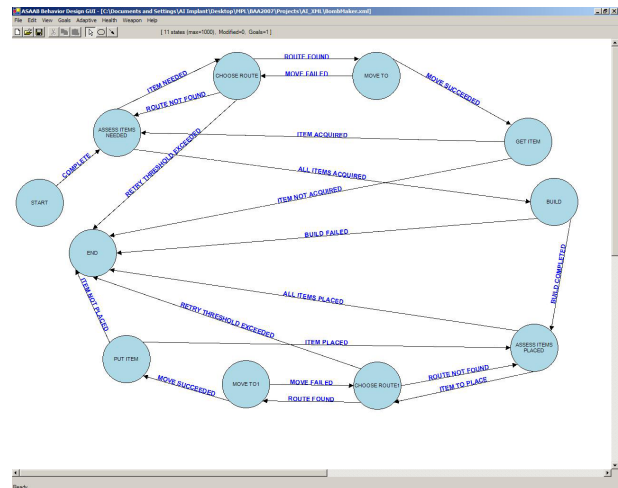 ASAAB Behavior Design GUI - [C:\Documents and Settings\AI Implant\Desktop\HPL\BAA2007\Projects\AI_XML\BombMaker.xml]
File Edit View Goals Adaptive Health Weapon Help
[ 11 states (max=1000). Modified=0. Goals=1 ]
ROUTE FOUND
CHOOSE ROUTE
MOVE FAILED
MOVE TO
ITEM NEEDED
MOVE SUCCEEDED
ROUTE NOT FOUND
ASSESS ITEMS
NEEDED
ITEM ACQUIRED
GET ITEM
COMPLETE
RETRY THRESHOLD EXCEEDED
ALL ITEMS ACQUIRED
START
ITEM NOT ACQUIRED
BUILD
BUILD FAILED
END
BUILD COMPLETED
ITEM NOT PLACED
ALL ITEMS PLACED
RETRY THRESHOLD EXCEEDED
ITEM PLACED
ASSESS ITEMS
PLACED
PUT ITEM
MOVE SUCCEEDED
MOVE TO1
MOVE FAILED
CHOOSE ROUTE1
ROUTE NOT FOUND
ITEM TO PLACE
ROUTE FOUND
Ready